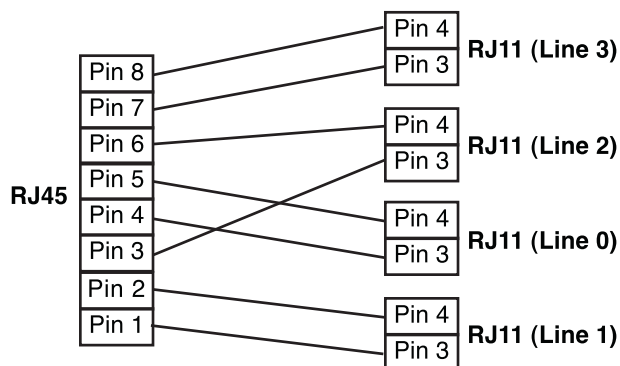 RJ45
Pin 8
Pin 7
Pin 6
Pin 5
Pin 4
Pin 3
Pin 2
Pin 1
Pin 4
Pin 3
RJ11 (Line 3)
Pin 4
Pin 3
RJ11 (Line 2)
Pin 4
Pin 3
RJ11 (Line 0)
Pin 4
Pin 3
RJ11 (Line 1)